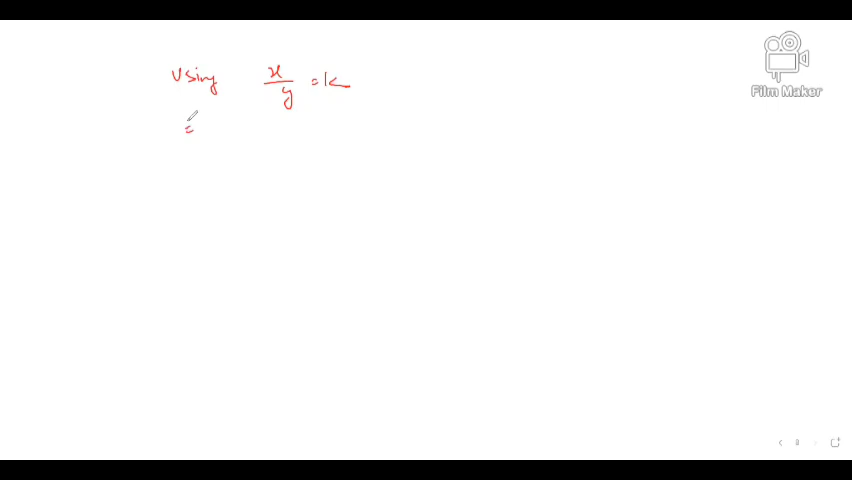 Using x/y = k
=
Film Maker